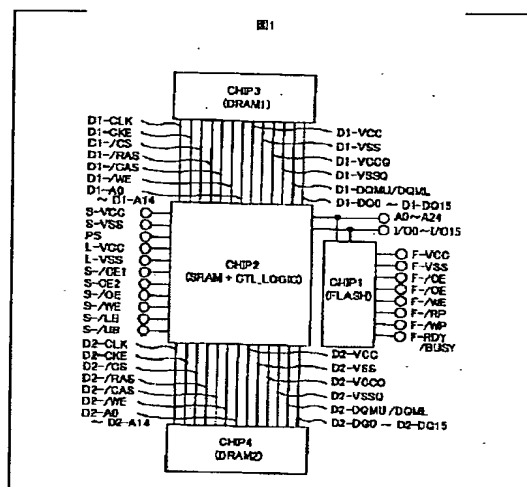 図1
CHIP3
(DRAM1)
D1-CLK
D1-CKE
D1-/CS
D1-/RAS
D1-/CAS
D1-/WE
D1-A0
~ D1-A14
D1-VCC
D1-VSS
D1-VCCQ
D1-VSSQ
D1-DQMU/DQML
D1-DQ0 ~ D1-DQ15
S-VCC
S-VSS
PS
L-VCC
L-VSS
S-/CE1
S-CE2
S-/OE
S-/WE
S-/LB
S-/UB
CHIP2
(SRAM + CTL_LOGIC)
A0~A24
I/O0~I/O15
CHIP1
(FLASH)
F-VCC
F-VSS
F-/CE
F-/OE
F-/WE
F-/RP
F-/WP
F-RDY
/BUSY
D2-CLK
D2-CKE
D2-/CS
D2-/RAS
D2-/CAS
D2-/WE
D2-A0
~ D2-A14
D2-VCC
D2-VSS
D2-VCCQ
D2-VSSQ
D2-DQMU/DQML
D2-DQ0 ~ D2-DQ15
CHIP4
(DRAM2)